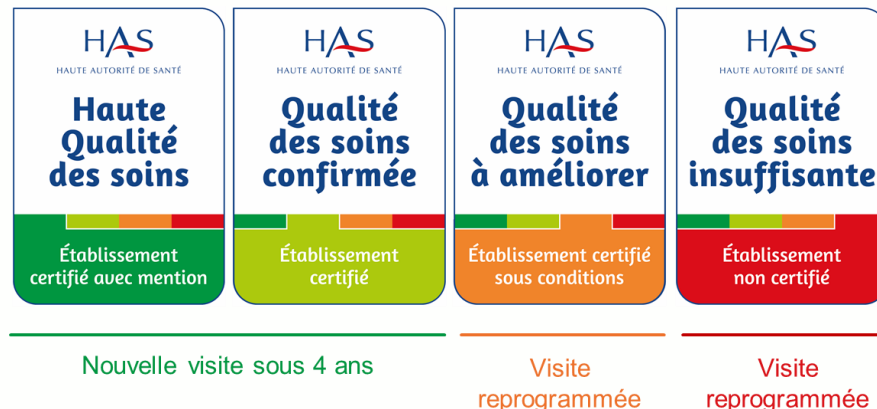 HAS
HAUTE AUTORITÉ DE SANTÉ
Haute
Qualité
des soins
Établissement
certifié avec mention
HAS
HAUTE AUTORITÉ DE SANTÉ
Qualité
des soins
confirmée
Établissement
certifié
HAS
HAUTE AUTORITÉ DE SANTÉ
Qualité
des soins
à améliorer
Établissement certifié
sous conditions
HAS
HAUTE AUTORITÉ DE SANTÉ
Qualité
des soins
insuffisante
Établissement
non certifié
Nouvelle visite sous 4 ans
Visite
reprogrammée
Visite
reprogrammée